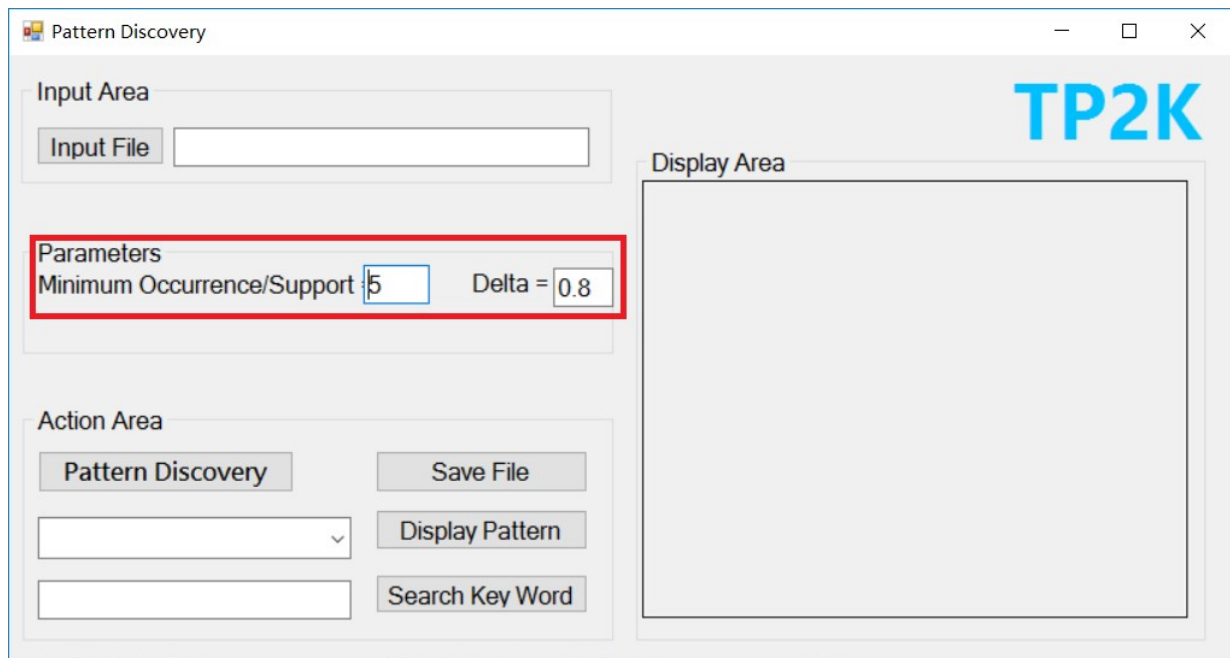 Pattern Discovery
TP2K
Input Area
Input File
Parameters
Minimum Occurrence/Support = 5 Delta = 0.8
Action Area
Pattern Discovery Save File
Display Pattern
Search Key Word
Display Area